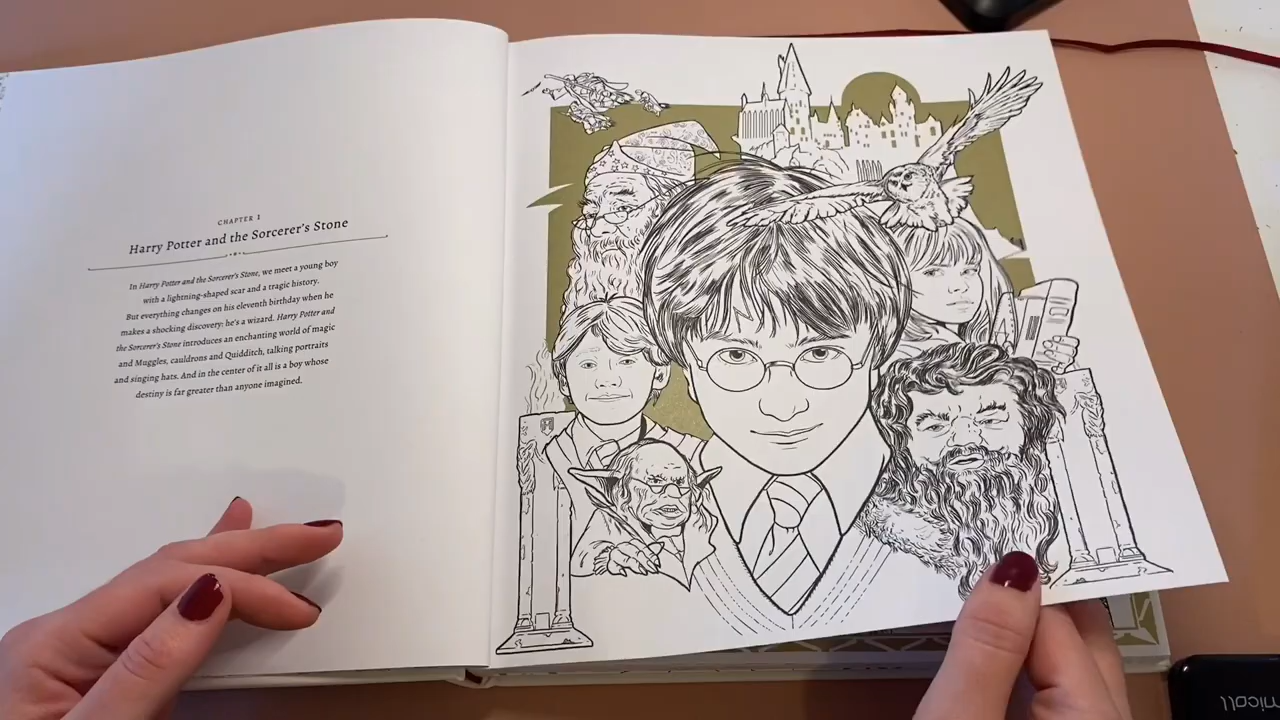 CHAPTER 1
Harry Potter and the Sorcerer's Stone
In Harry Potter and the Sorcerer's Stone, we meet a young boy
with a lightning-shaped scar and a tragic history.
But everything changes on his eleventh birthday when he
makes a shocking discovery: he's a wizard. Harry Potter and
the Sorcerer's Stone introduces an enchanting world of magic
and Muggles, cauldrons and Quidditch, talking portraits
and singing hats. And in the center of it all is a boy whose
destiny is far greater than anyone imagined.